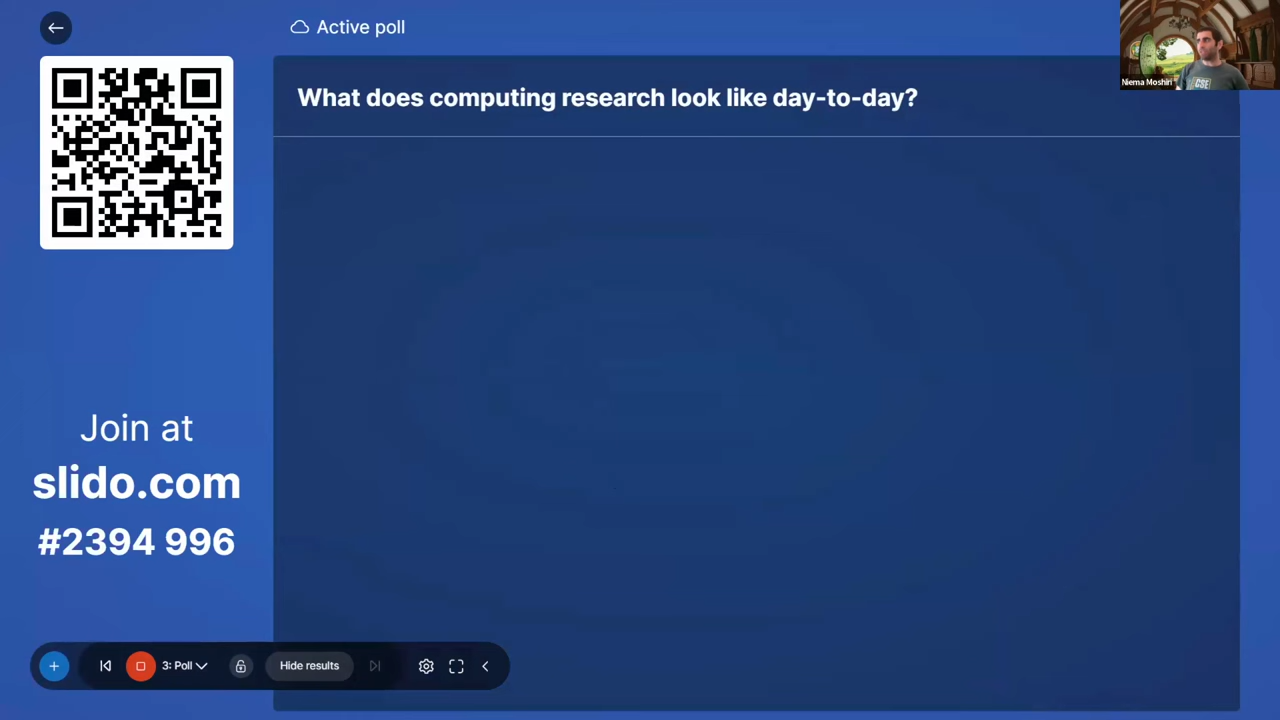 Active poll
Niema Moshiri
CSE
What does computing research look like day-to-day?
Join at
slido.com
#2394 996
3: Poll
Hide results